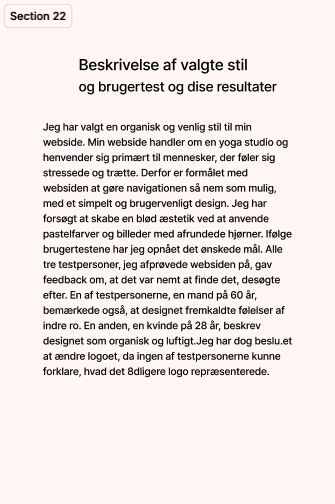 Section 22
Beskrivelse af valgte stil
og brugertest og dise resultater
Jeg har valgt en organisk og venlig stil til min
webside. Min webside handler om en yoga studio og
henvender sig primært til mennesker, der føler sig
stressede og trætte. Derfor er formålet med
websiden at gøre navigationen så nem som mulig,
med et simpelt og brugervenligt design. Jeg har
forsøgt at skabe en blød æstetik ved at anvende
pastelfarver og billeder med afrundede hjørner. Ifølge
brugertestene har jeg opnået det ønskede mål. Alle
tre testpersoner, jeg afprøvede websiden på, gav
feedback om, at det var nemt at finde det, desøgte
efter. En af testpersonerne, en mand på 60 år,
bemærkede også, at designet fremkaldte følelser af
indre ro. En anden, en kvinde på 28 år, beskrev
designet som organisk og luftigt.Jeg har dog beslu.et
at ændre logoet, da ingen af testpersonerne kunne
forklare, hvad det 8dligere logo repræsenterede.